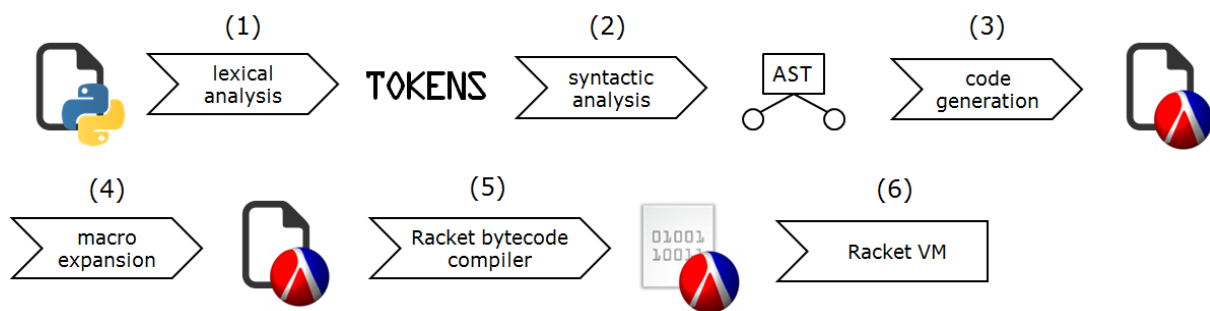 (1)
(2)
(3)
lexical
analysis
TOKENS
syntactic
analysis
AST
code
generation
(4)
(5)
(6)
macro
expansion
Racket bytecode
compiler
01001
10011
Racket VM